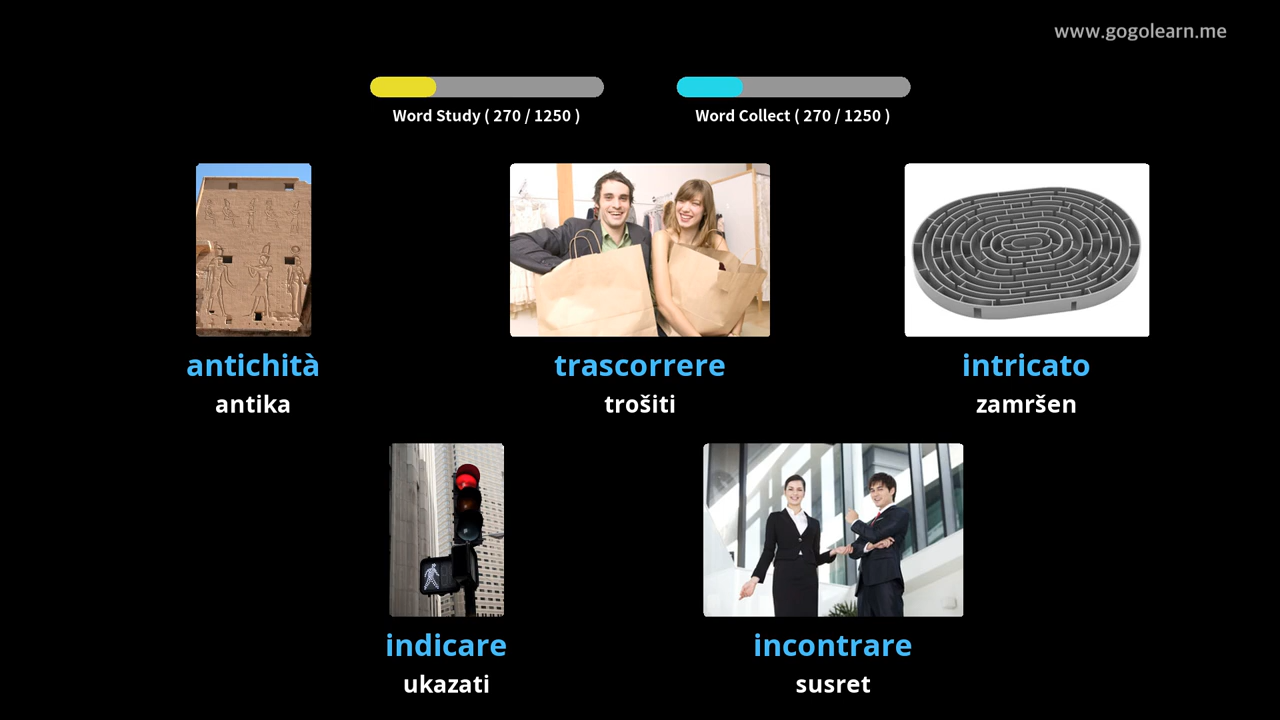 www.gogolearn.me
Word Study ( 270 / 1250 )
Word Collect ( 270 / 1250 )
antichità
antika
trascorrere
trošiti
intricato
zamršen
indicare
ukazati
incontrare
susret